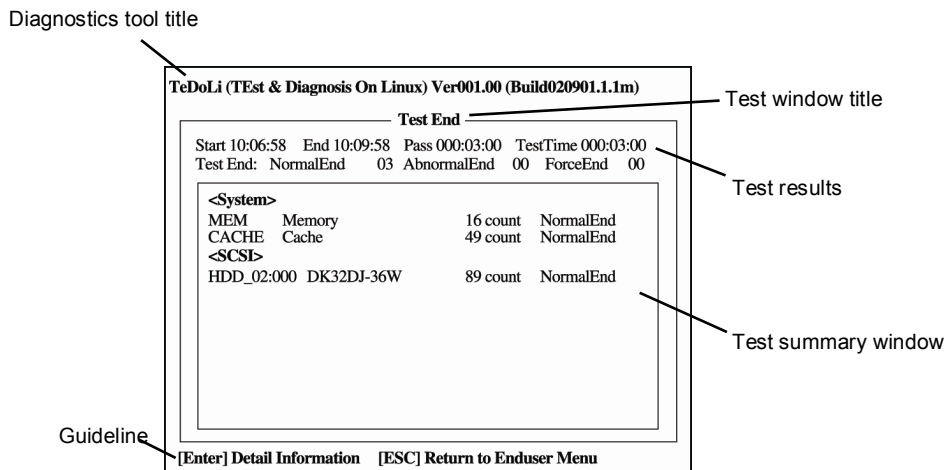 Diagnostics tool title
TeDoLi (TEst & Diagnosis On Linux) Ver001.00 (Build020901.1.1m)
Test window title
Test End
Start 10:06:58 End 10:09:58 Pass 000:03:00 TestTime 000:03:00
Test End: NormalEnd 03 AbnormalEnd 00 ForceEnd 00
Test results
<System>
MEM Memory 16 count NormalEnd
CACHE Cache 49 count NormalEnd
<SCSI>
HDD_02:000 DK32DJ-36W 89 count NormalEnd
Test summary window
Guideline
[Enter] Detail Information [ESC] Return to Enduser Menu